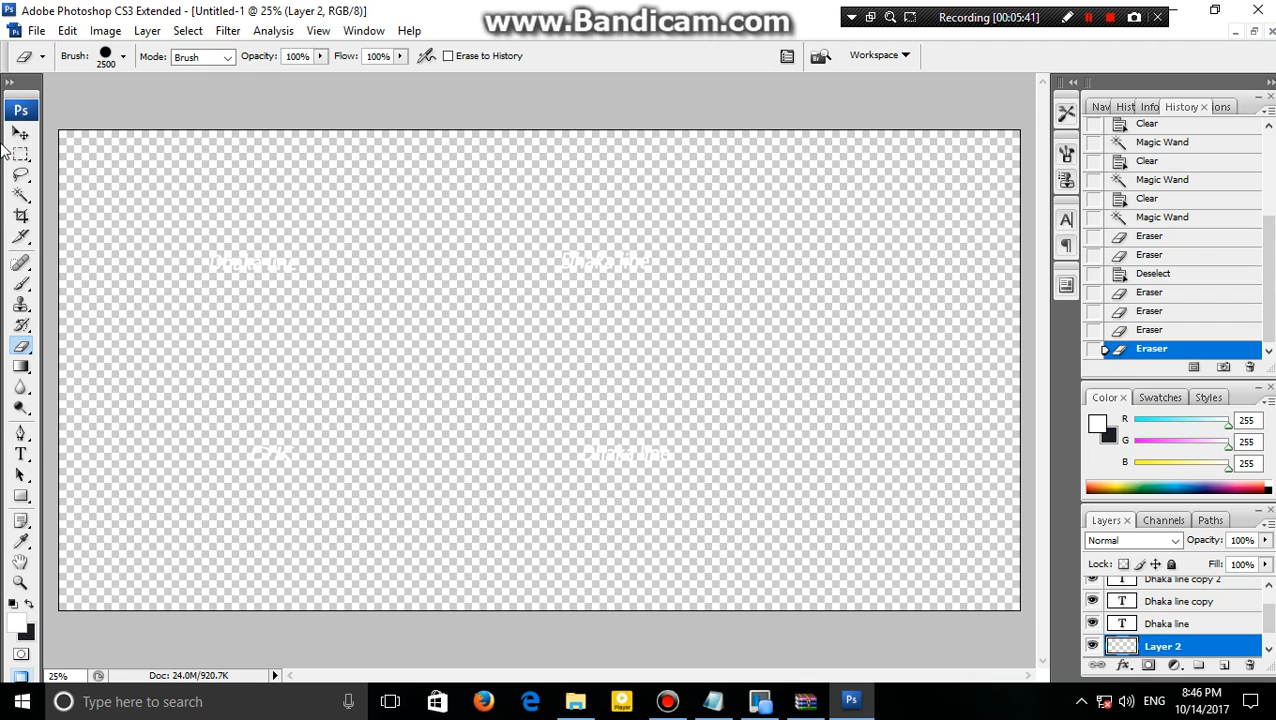 Adobe Photoshop CS3 Extended - [Untitled-1 @ 25% (Layer 2, RGB/8)]
www.Bandicam.com
Recording [00:05:41]
File Edit Image Layer Select Filter Analysis View Window Help
Brush: 2500 Mode: Brush Opacity: 100% Flow: 100% Erase to History Workspace
Ps
Nav Hist Info History × ions
Clear
Magic Wand
Clear
Magic Wand
Clear
Magic Wand
Eraser
Eraser
Deselect
Eraser
Eraser
Eraser
Eraser
Dhaka line Dhaka line
Dhaka line
Color × Swatches Styles
R 255
G 255
B 255
Layers × Channels Paths
Normal Opacity: 100%
Lock: Fill: 100%
Dhaka line copy 2
T Dhaka line copy
T Dhaka line
Layer 2
25% Doc: 24.0M/920.7K
Type here to search
ENG
8:46 PM
10/14/2017